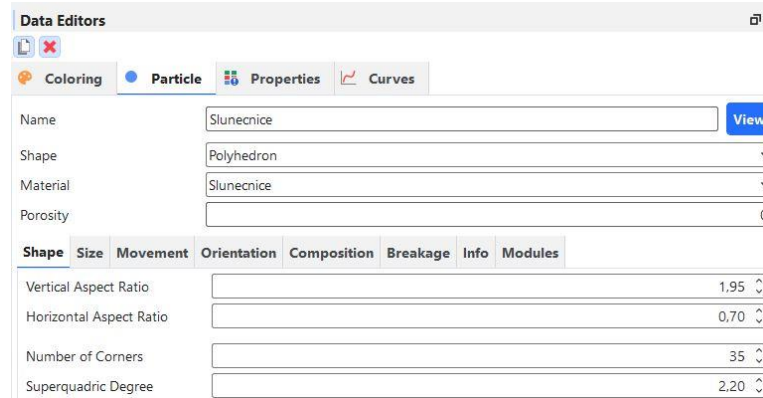 Data Editors
Coloring Particle Properties Curves
Name Slunecnice View
Shape Polyhedron
Material Slunecnice
Porosity
Shape Size Movement Orientation Composition Breakage Info Modules
Vertical Aspect Ratio 1,95
Horizontal Aspect Ratio 0,70
Number of Corners 35
Superquadric Degree 2,20